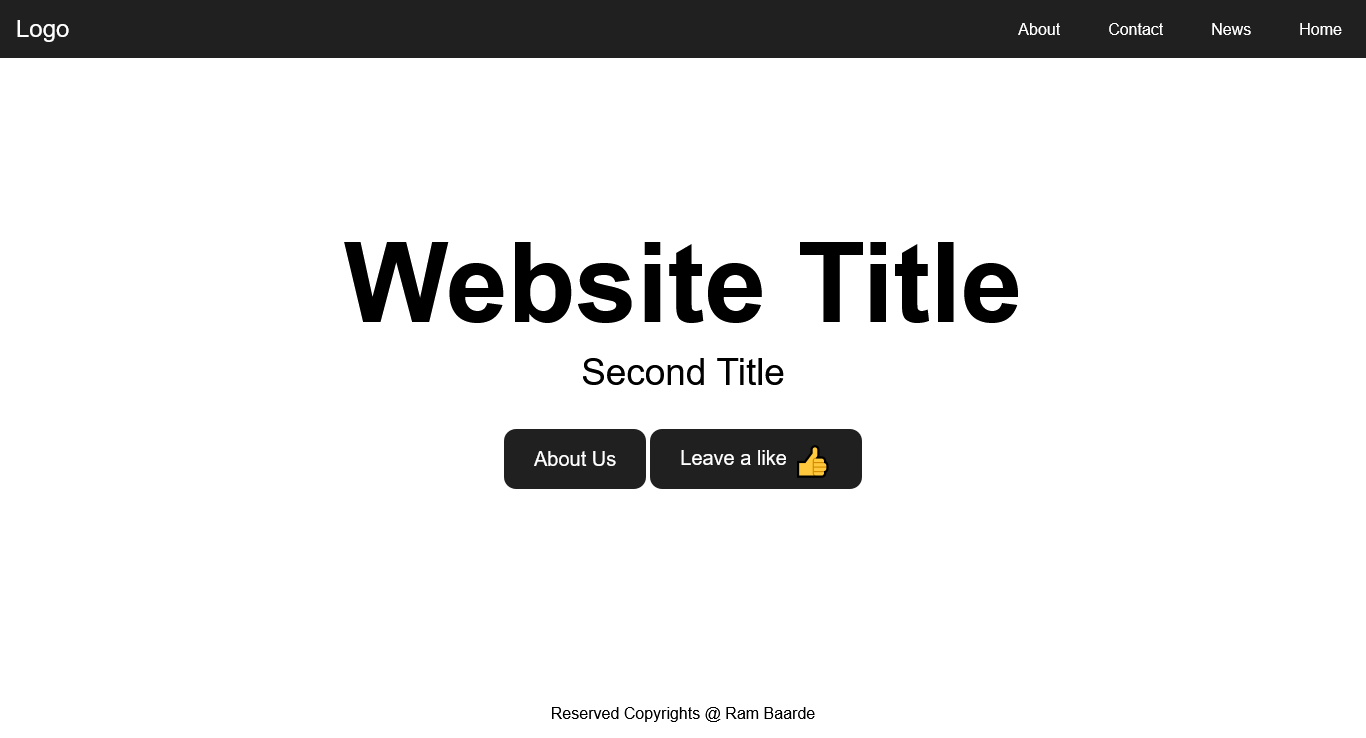 Logo
About Contact News Home
Website Title
Second Title
About Us
Leave a like 👍
Reserved Copyrights @ Ram Baarde